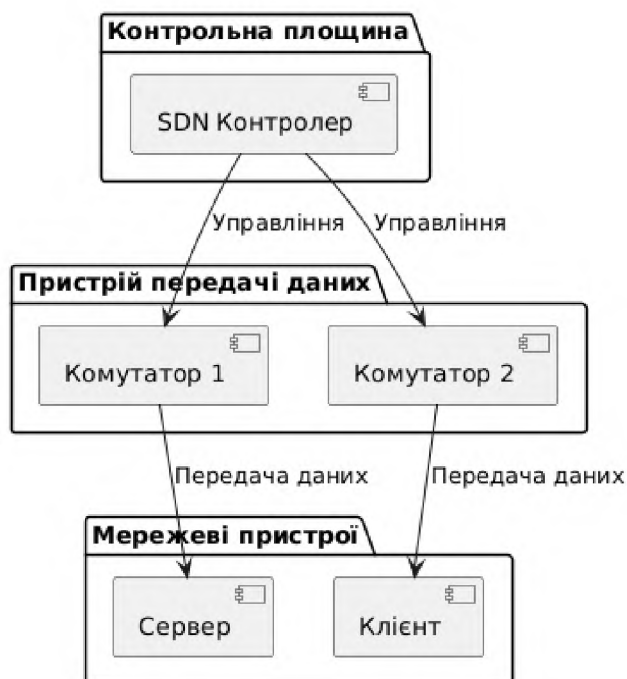 Контрольна площина
SDN Контролер
Управління Управління
Пристрій передачі даних
Комутатор 1 Комутатор 2
Передача даних Передача даних
Мережеві пристрої
Сервер Клієнт